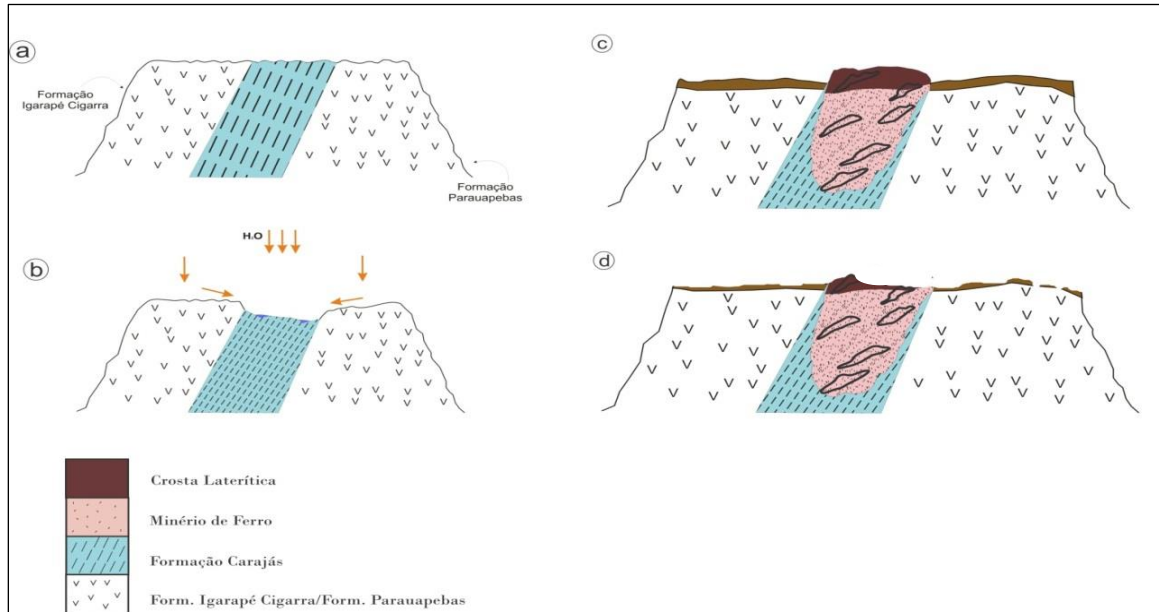 a
Formação
Igarapé Cigarra
Formação
Parauapebas
H₂O
b
c
d
Crosta Laterítica
Minério de Ferro
Formação Carajás
Form. Igarapé Cigarra/Form. Parauapebas